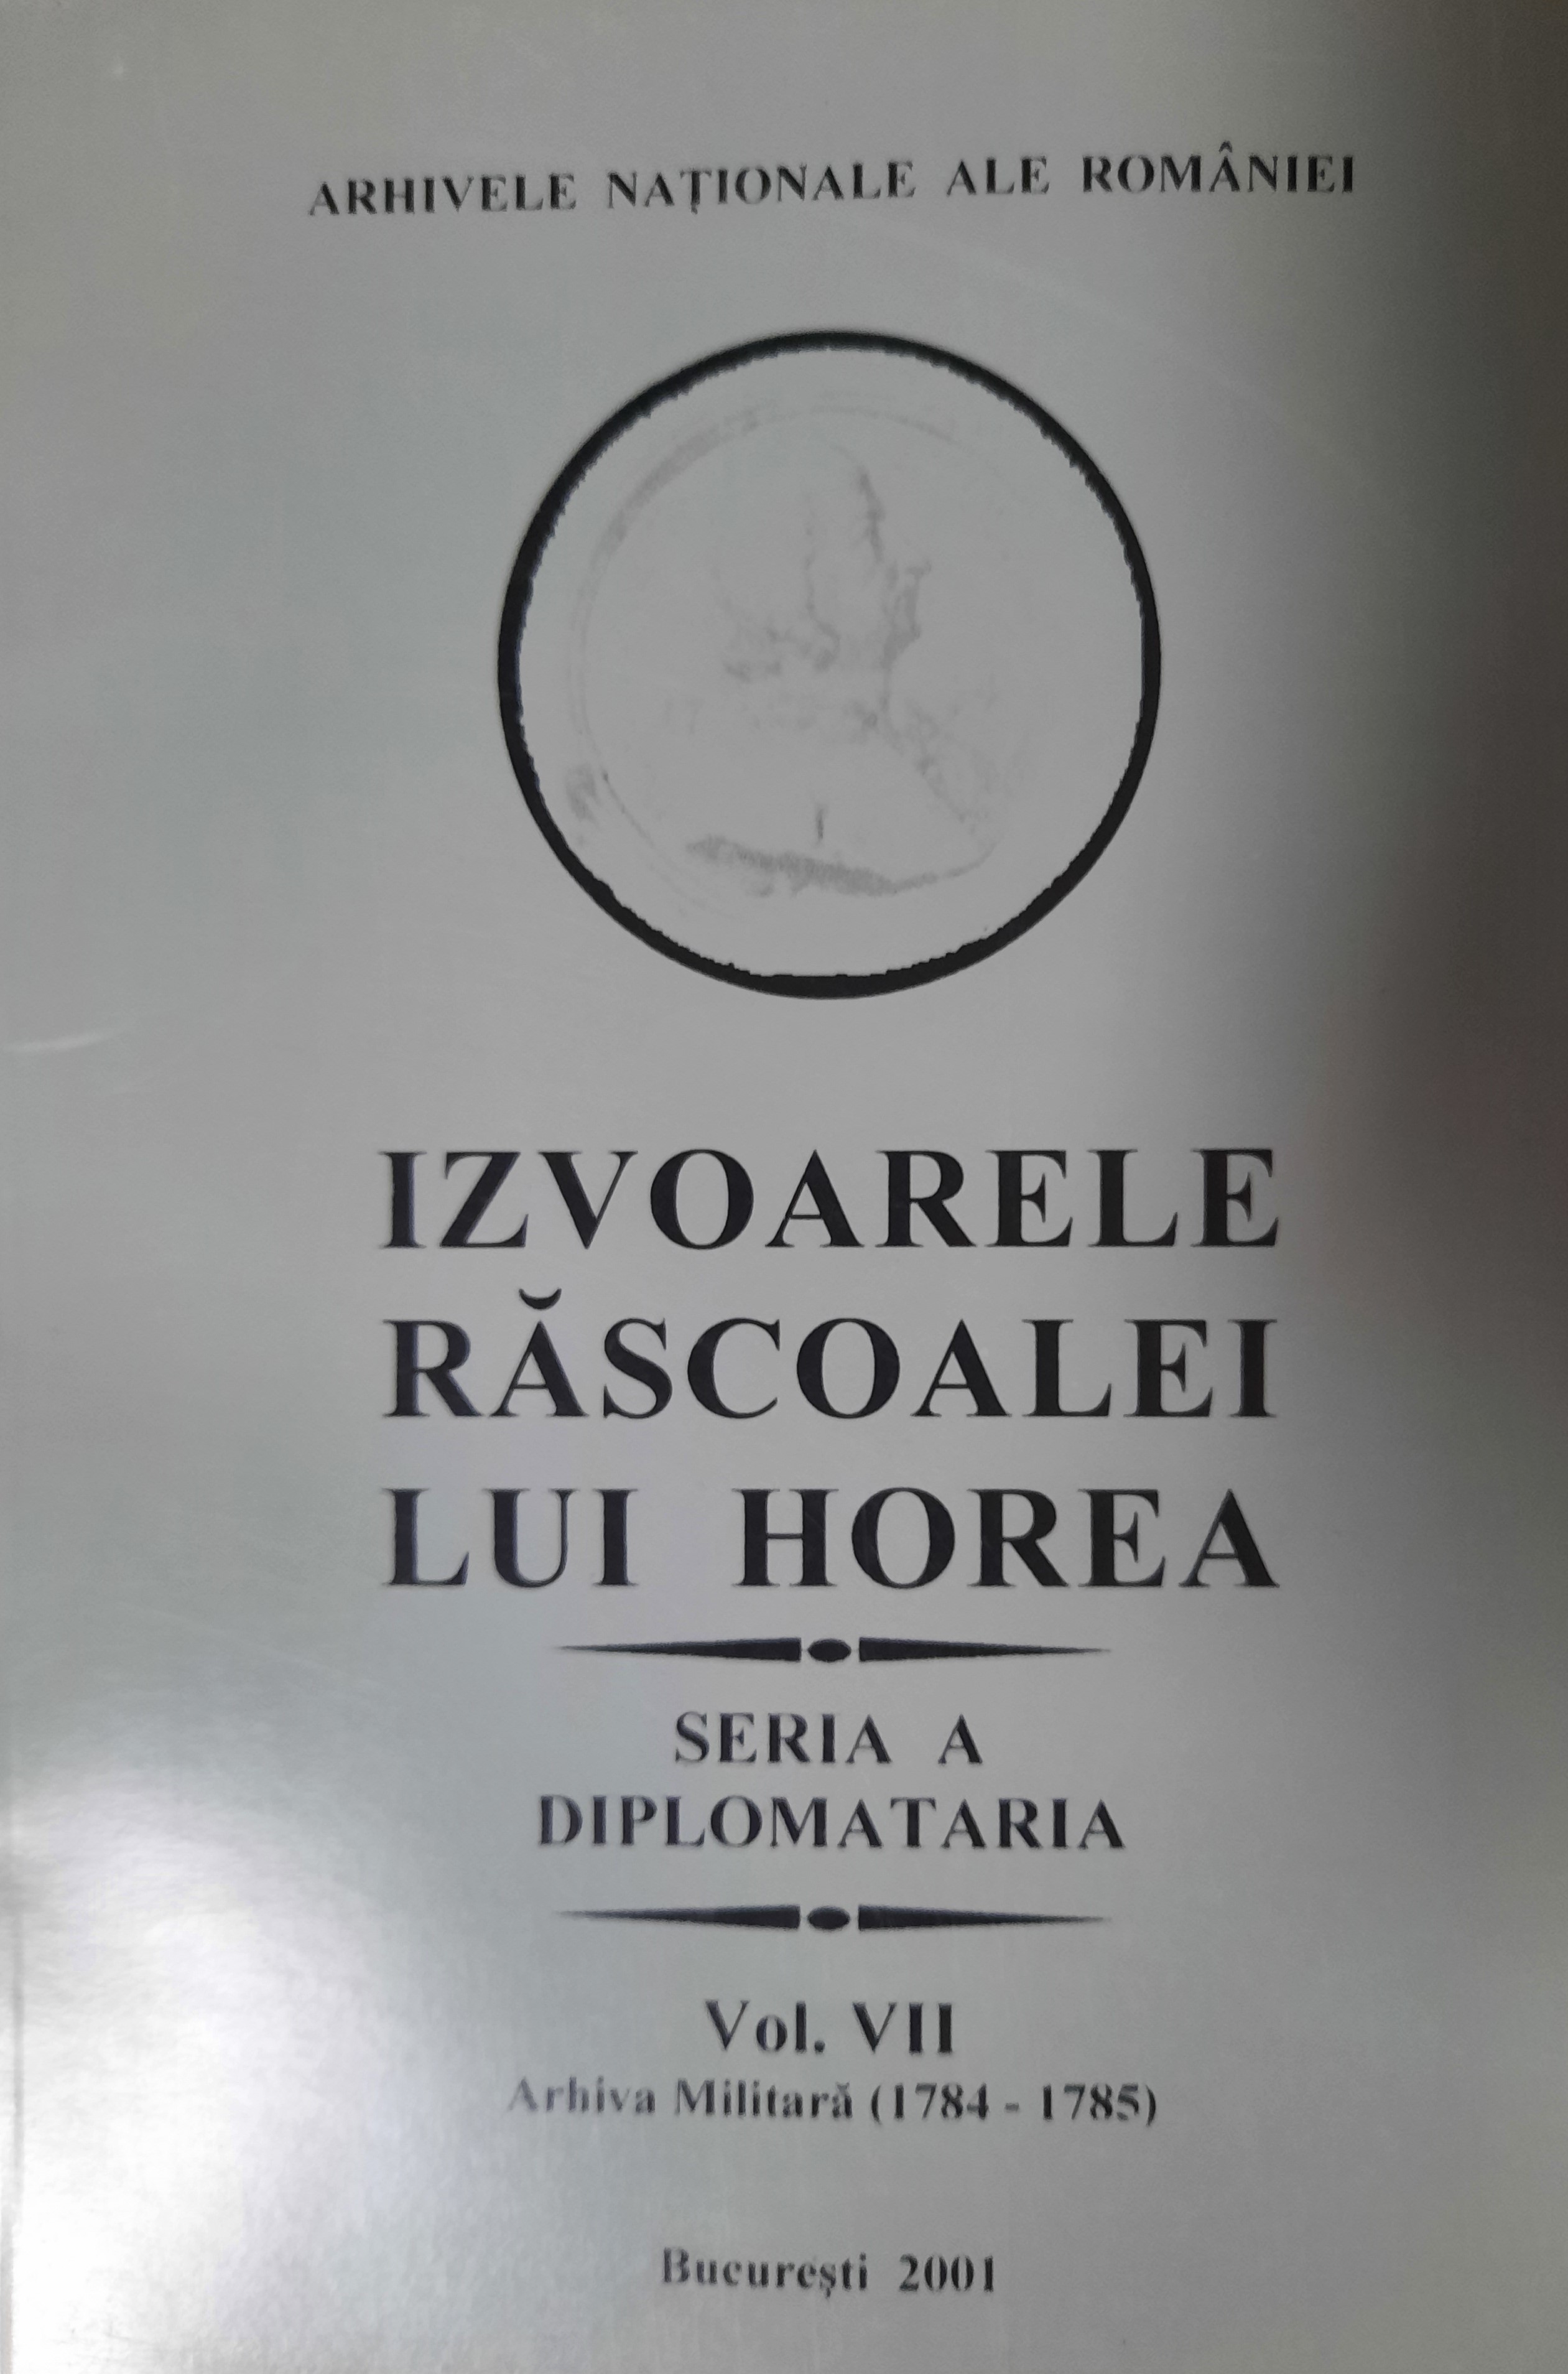 ARHIVELE NAȚIONALE ALE ROMÂNIEI
IZVOARELE
RĂSCOALEI
LUI HOREA
SERIA A
DIPLOMATARIA
Vol. VII
Arhiva Militară (1784 - 1785)
București 2001